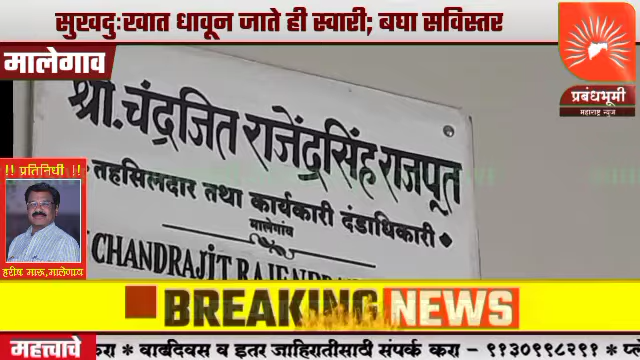 सुखदुःखात धावून जाते ही स्वारी; बघा सविस्तर
मालेगाव
प्रबंधभूमी
महाराष्ट्र न्यूज
श्री.चंद्रजित राजेंद्रसिंह राजपूत
तहसिलदार तथा कार्यकारी दंडाधिकारी
मालेगांव
CHANDRAJIT
!! प्रतिनिधी !!
हरीष मारू,मालेगाव
BREAKING NEWS
महत्त्वाचे
करा * वाढदिवस व इतर जाहिरातीसाठी संपर्क करा - ९१३०९९८२९१ *